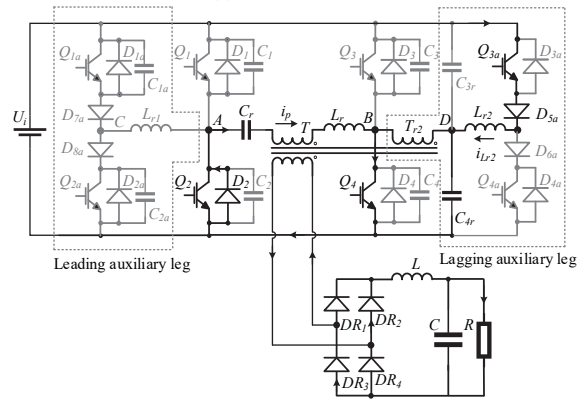 Q1a D1a C1a
Q1 D1 C1
Q3 D3 C3
C3r
Q3a D3a
D7a Lr1 C
Ui
A Cr ip T Lr B Tr2 D Lr2 D5a
iLr2
D8a
D6a
Q2a D2a C2a
Q2 D2 C2
Q4 D4 C4
C4r
Q4a D4a
Leading auxiliary leg
Lagging auxiliary leg
L
DR1 DR2 C R
DR3 DR4